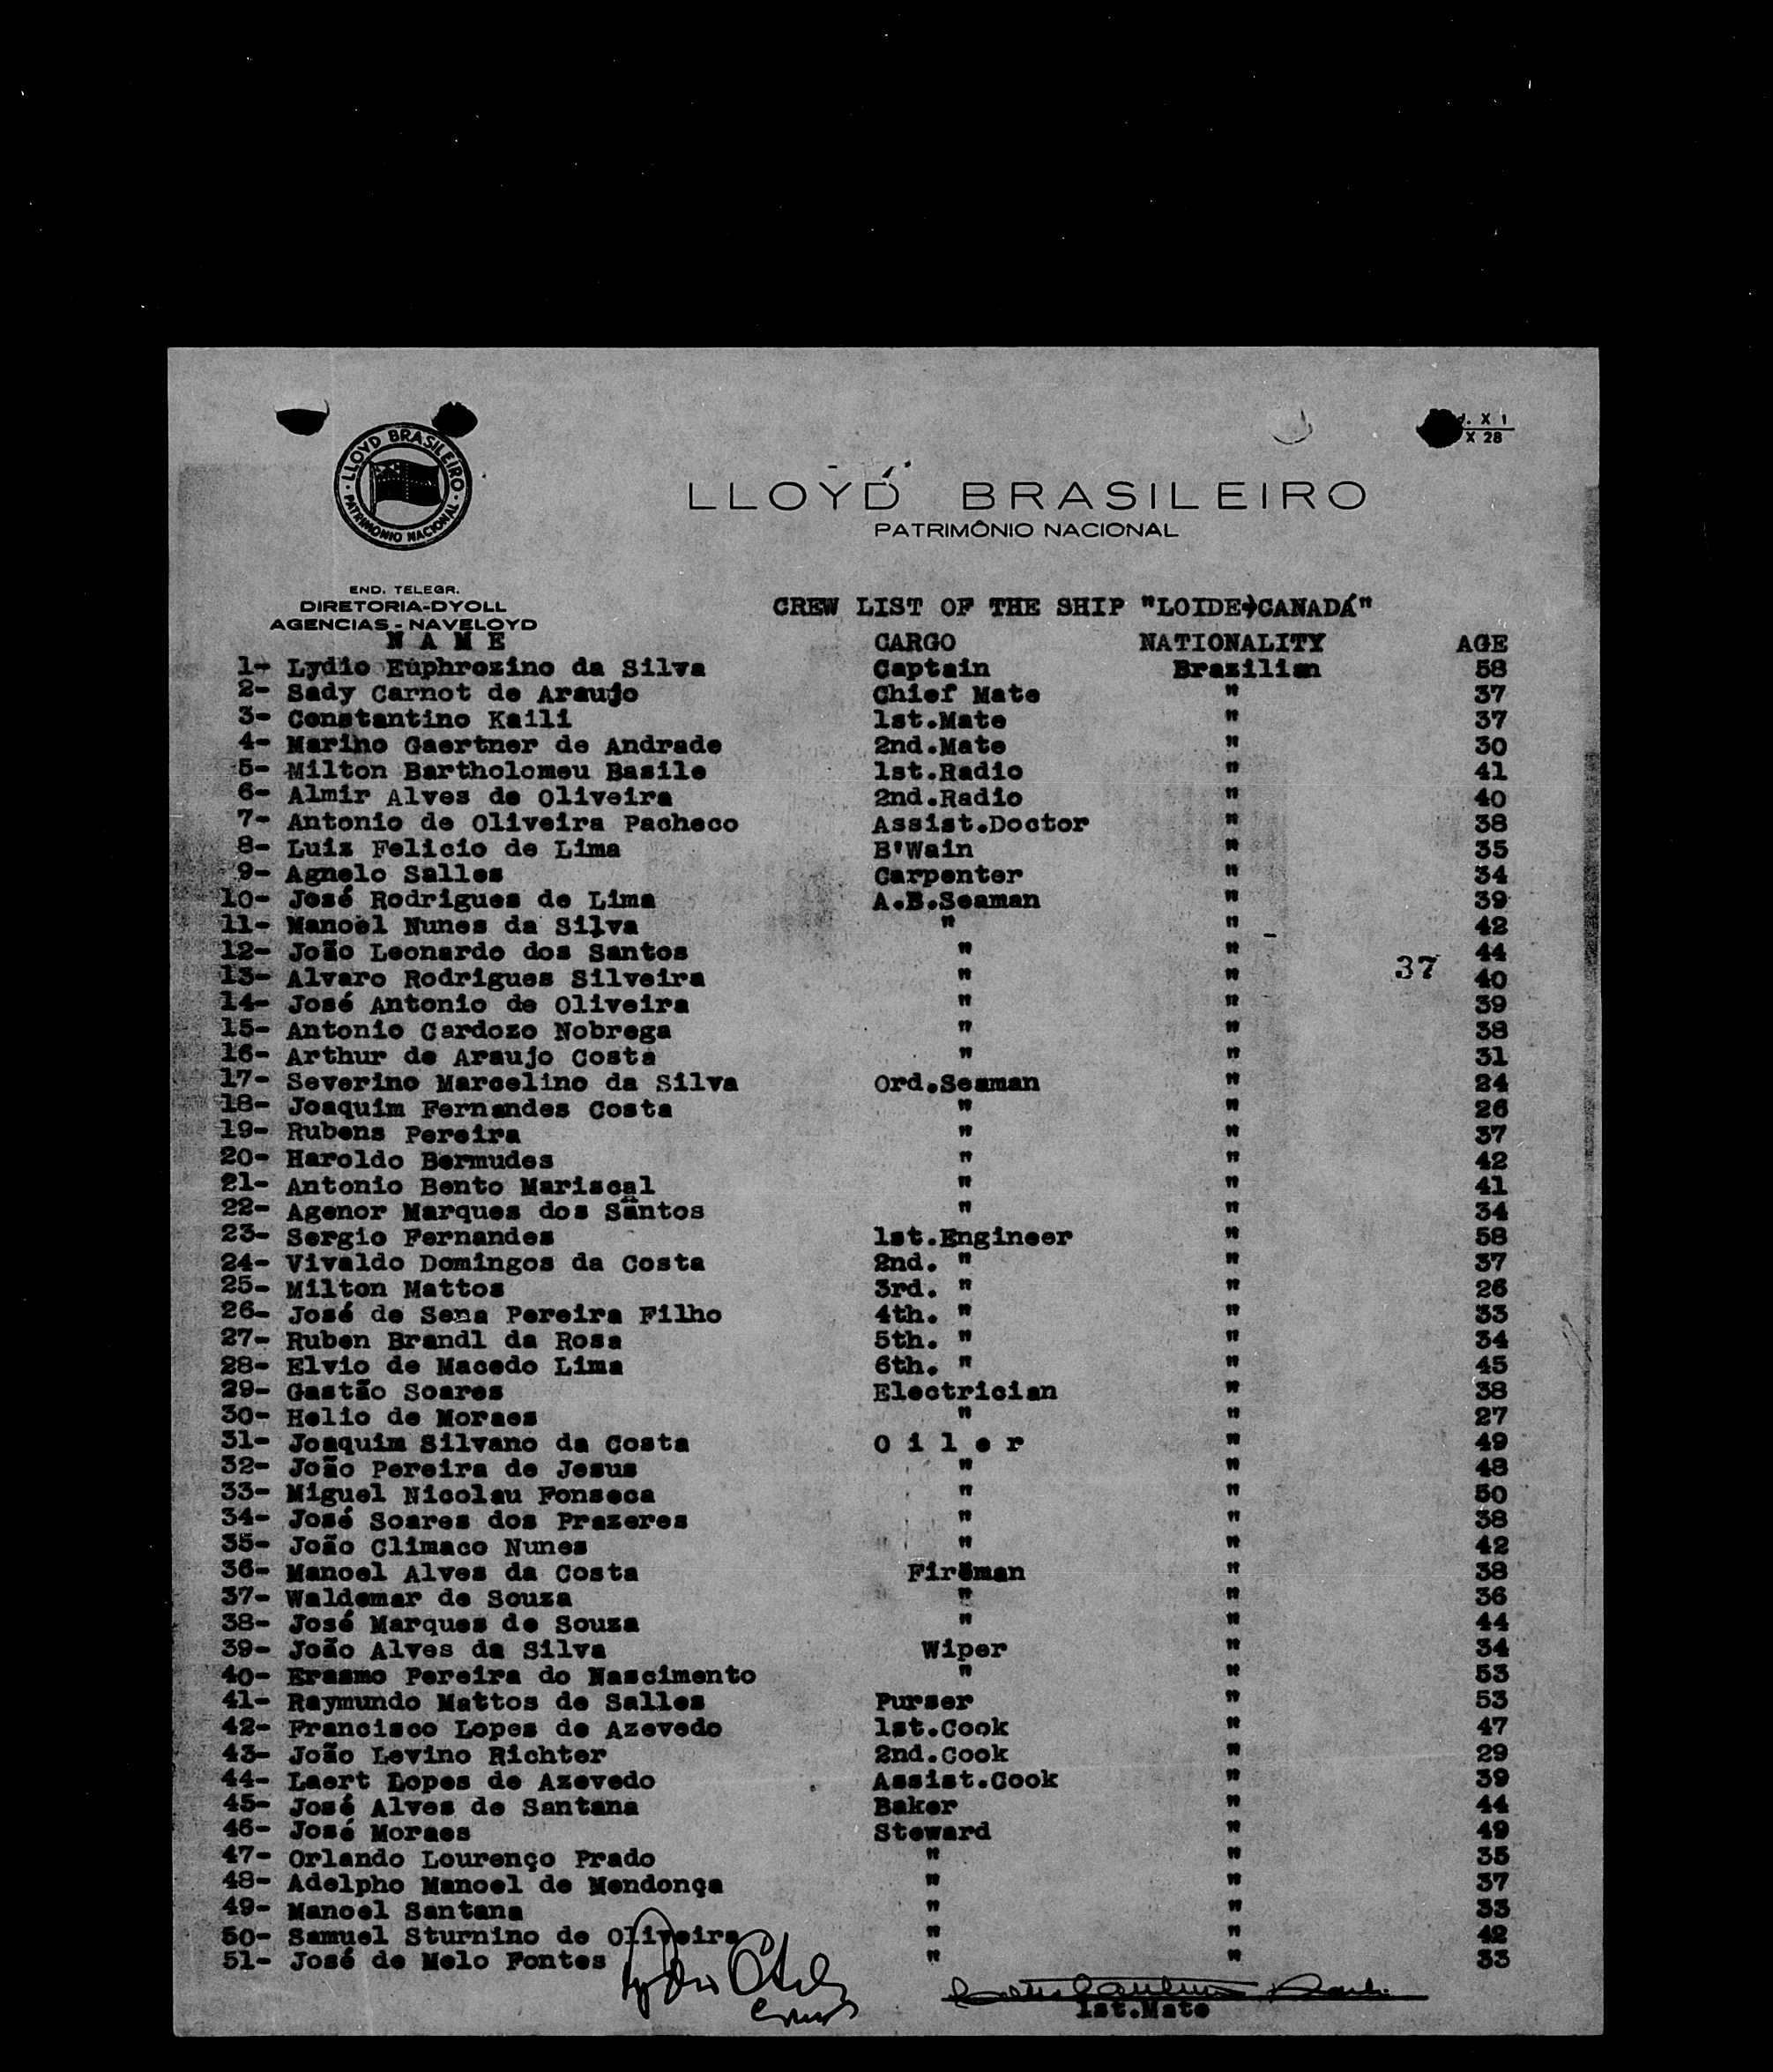 . X 1
X 28
LLOYD BRASILEIRO
PATRIMONIO NACIONAL
LLOYD BRASILEIRO
PATRIMÔNIO NACIONAL
END. TELEGR.
DIRETORIA-DYOLL
AGENCIAS - NAVELOYD
CREW LIST OF THE SHIP "LOIDE-CANADÁ"
N A M E CARGO NATIONALITY AGE
1- Lydio Euphrozino da Silva Captain Brazilian 58
2- Sady Carnot de Araujo Chief Mate " 37
3- Constantino Kaili 1st.Mate " 37
4- Marino Gaertner de Andrade 2nd.Mate " 30
5- Milton Bartholomeu Basile 1st.Radio " 41
6- Almir Alves de Oliveira 2nd.Radio " 40
7- Antonio de Oliveira Pacheco Assist.Doctor " 38
8- Luiz Felicio de Lima B'Wain " 35
9- Agnelo Salles Carpenter " 34
10- José Rodrigues de Lima A.B.Seaman " 39
11- Manoel Nunes da Silva " " 42
12- João Leonardo dos Santos " " 44
37
13- Alvaro Rodrigues Silveira " " 40
14- José Antonio de Oliveira " " 39
15- Antonio Cardozo Nobrega " " 38
16- Arthur de Araujo Costa " " 31
17- Severino Marcelino da Silva Ord.Seaman " 24
18- Joaquim Fernandes Costa " " 26
19- Rubens Pereira " " 37
20- Haroldo Bermudes " " 42
21- Antonio Bento Mariscal " " 41
22- Agenor Marques dos Santos " " 34
23- Sergio Fernandes 1st.Engineer " 58
24- Vivaldo Domingos da Costa 2nd. " " 37
25- Milton Mattos 3rd. " " 26
26- José de Sena Pereira Filho 4th. " " 33
27- Ruben Brandl da Rosa 5th. " " 34
28- Elvio de Macedo Lima 6th. " " 45
29- Gastão Soares Electrician " 38
30- Helio de Moraes " " 27
31- Joaquim Silvano da Costa O i l e r " 49
32- João Pereira de Jesus " " 48
33- Miguel Nicolau Fonseca " " 50
34- José Soares dos Prazeres " " 38
35- João Climaco Nunes " " 42
36- Manoel Alves da Costa Fireman " 38
37- Waldemar de Souza " " 36
38- José Marques de Souza " " 44
39- João Alves da Silva Wiper " 34
40- Erasmo Pereira do Nascimento " " 53
41- Raymundo Mattos de Salles Purser " 53
42- Francisco Lopes de Azevedo 1st.Cook " 47
43- João Levino Richter 2nd.Cook " 29
44- Laert Lopes de Azevedo Assist.Cook " 39
45- José Alves de Santana Baker " 44
46- José Moraes Steward " 49
47- Orlando Lourenço Prado " " 35
48- Adelpho Manoel de Mendonça " " 37
49- Manoel Santana " " 33
50- Samuel Sturnino de Oliveira " " 42
51- José de Melo Fontes " " 33
1st.Mate